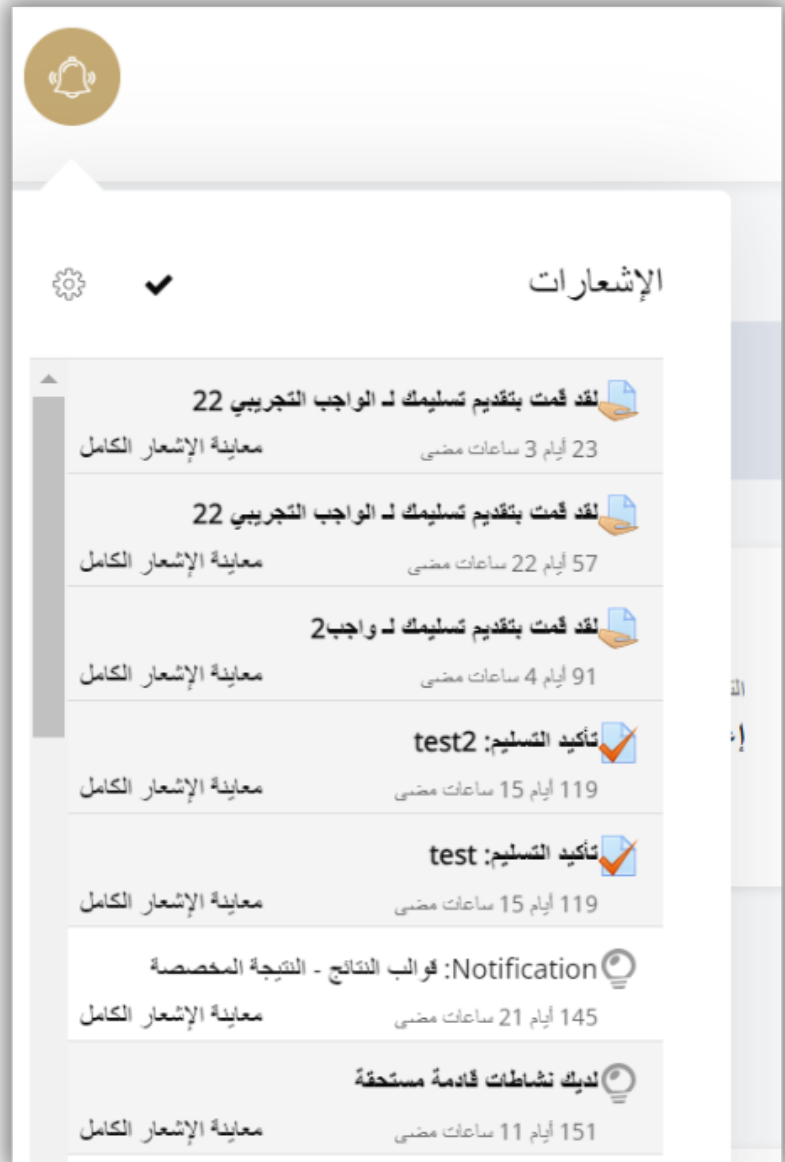 الإشعارات
لقد قمت بتقديم تسليمك لـ الواجب التجريبي 22
23 أيام 3 ساعات مضى معاينة الإشعار الكامل
لقد قمت بتقديم تسليمك لـ الواجب التجريبي 22
57 أيام 22 ساعات مضى معاينة الإشعار الكامل
لقد قمت بتقديم تسليمك لـ واجب2
91 أيام 4 ساعات مضى معاينة الإشعار الكامل
تأكيد التسليم: test2
119 أيام 15 ساعات مضى معاينة الإشعار الكامل
تأكيد التسليم: test
119 أيام 15 ساعات مضى معاينة الإشعار الكامل
Notification: قوالب النتائج - النتيجة المخصصة
145 أيام 21 ساعات مضى معاينة الإشعار الكامل
لديك نشاطات قادمة مستحقة
151 أيام 11 ساعات مضى معاينة الإشعار الكامل